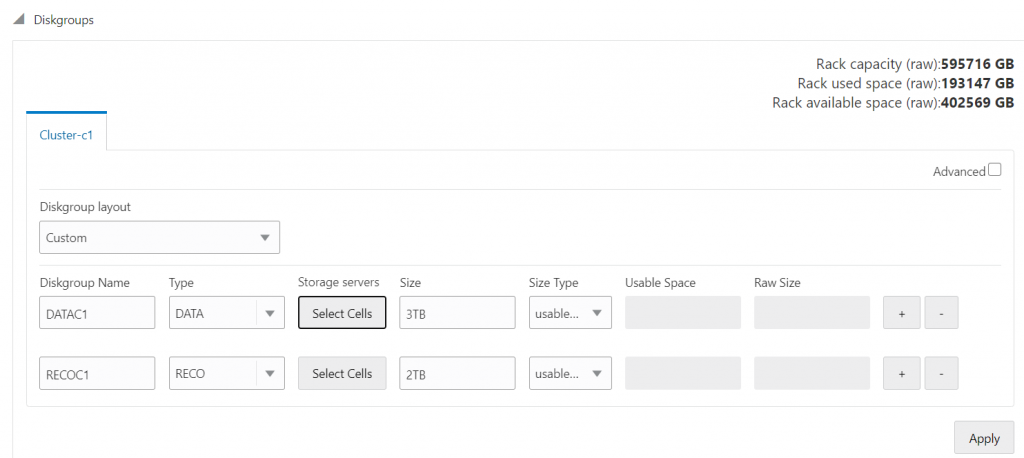 Diskgroups
Rack capacity (raw):595716 GB
Rack used space (raw):193147 GB
Rack available space (raw):402569 GB
Cluster-c1
Advanced
Diskgroup layout
Custom
Diskgroup Name Type Storage servers Size Size Type Usable Space Raw Size
DATAC1 DATA Select Cells 3TB usable... + -
RECOC1 RECO Select Cells 2TB usable... + -
Apply